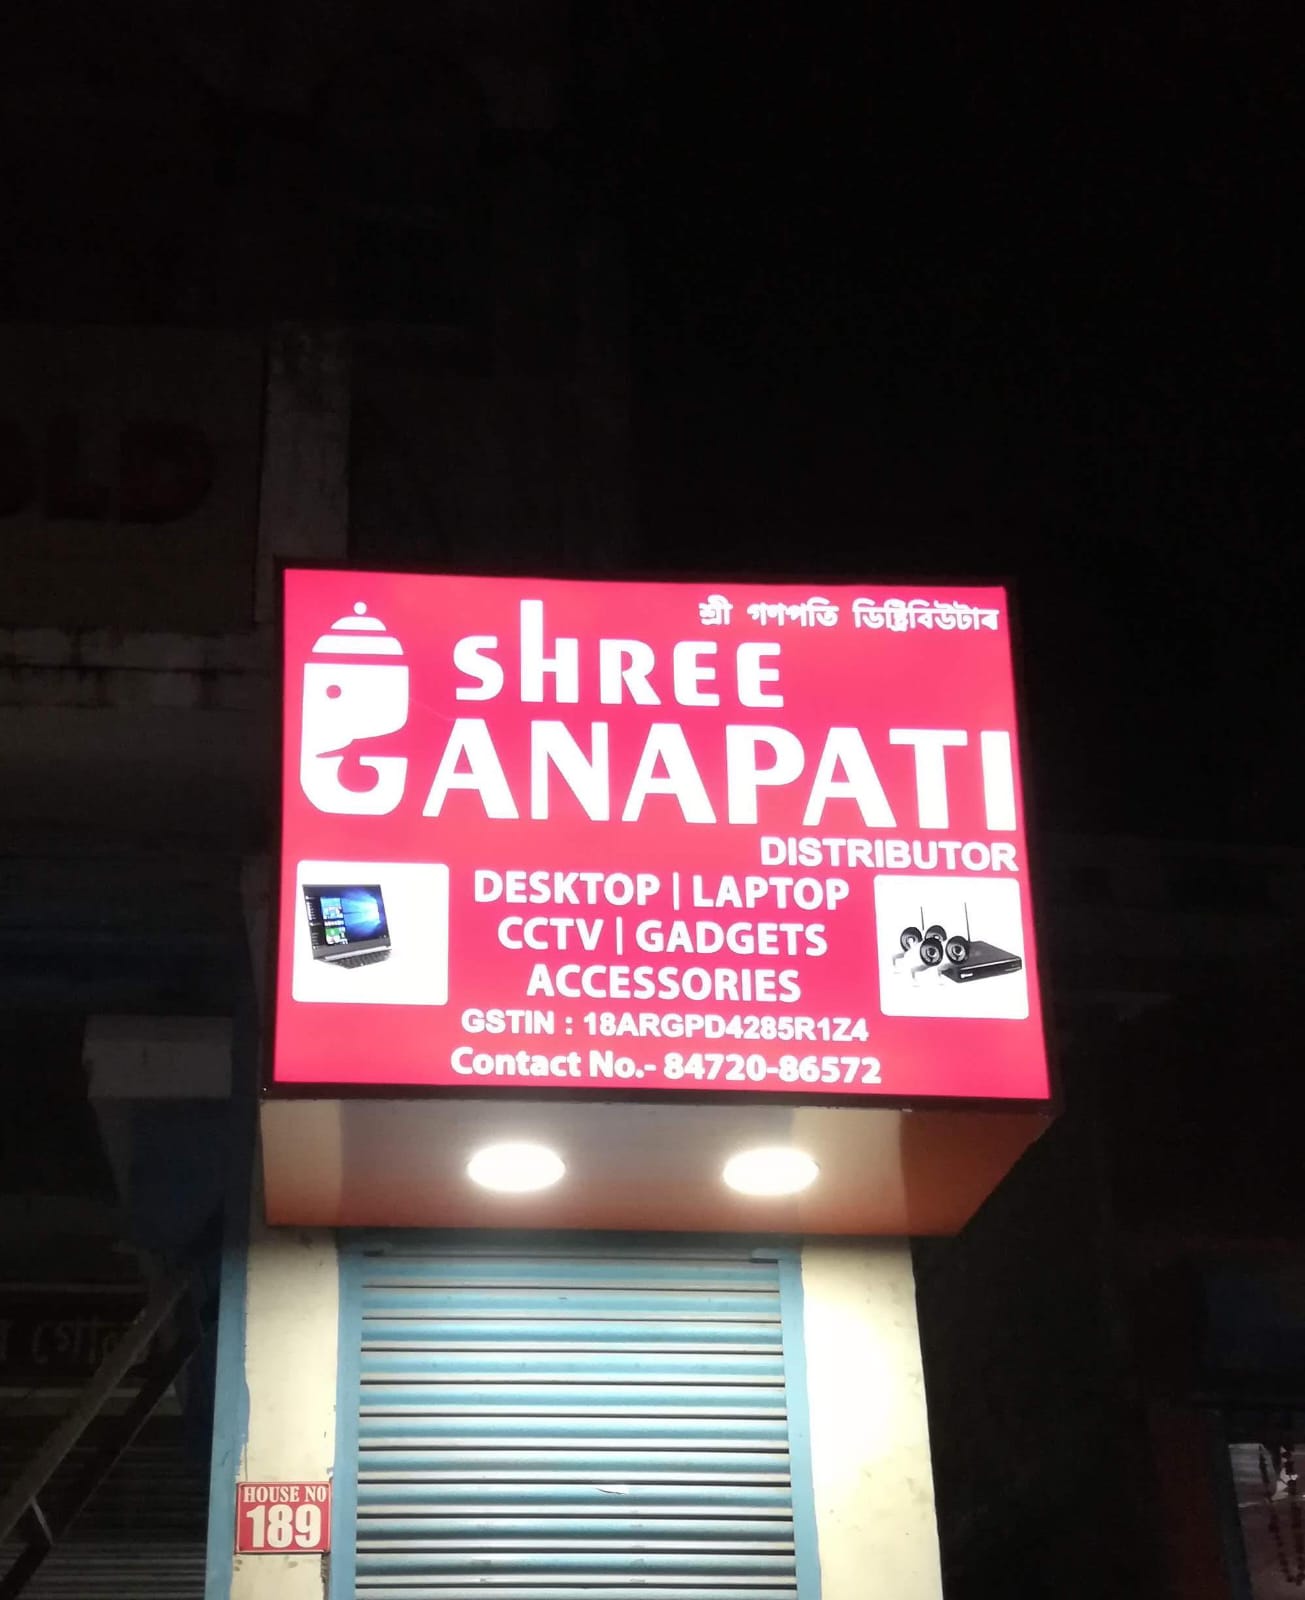 শ্ৰী গণপতি ডিষ্ট্ৰিবিউটাৰ
SHREE
GANAPATI
DISTRIBUTOR
DESKTOP | LAPTOP
CCTV | GADGETS
ACCESSORIES
GSTIN : 18ARGPD4285R1Z4
Contact No.- 84720-86572
HOUSE NO
189